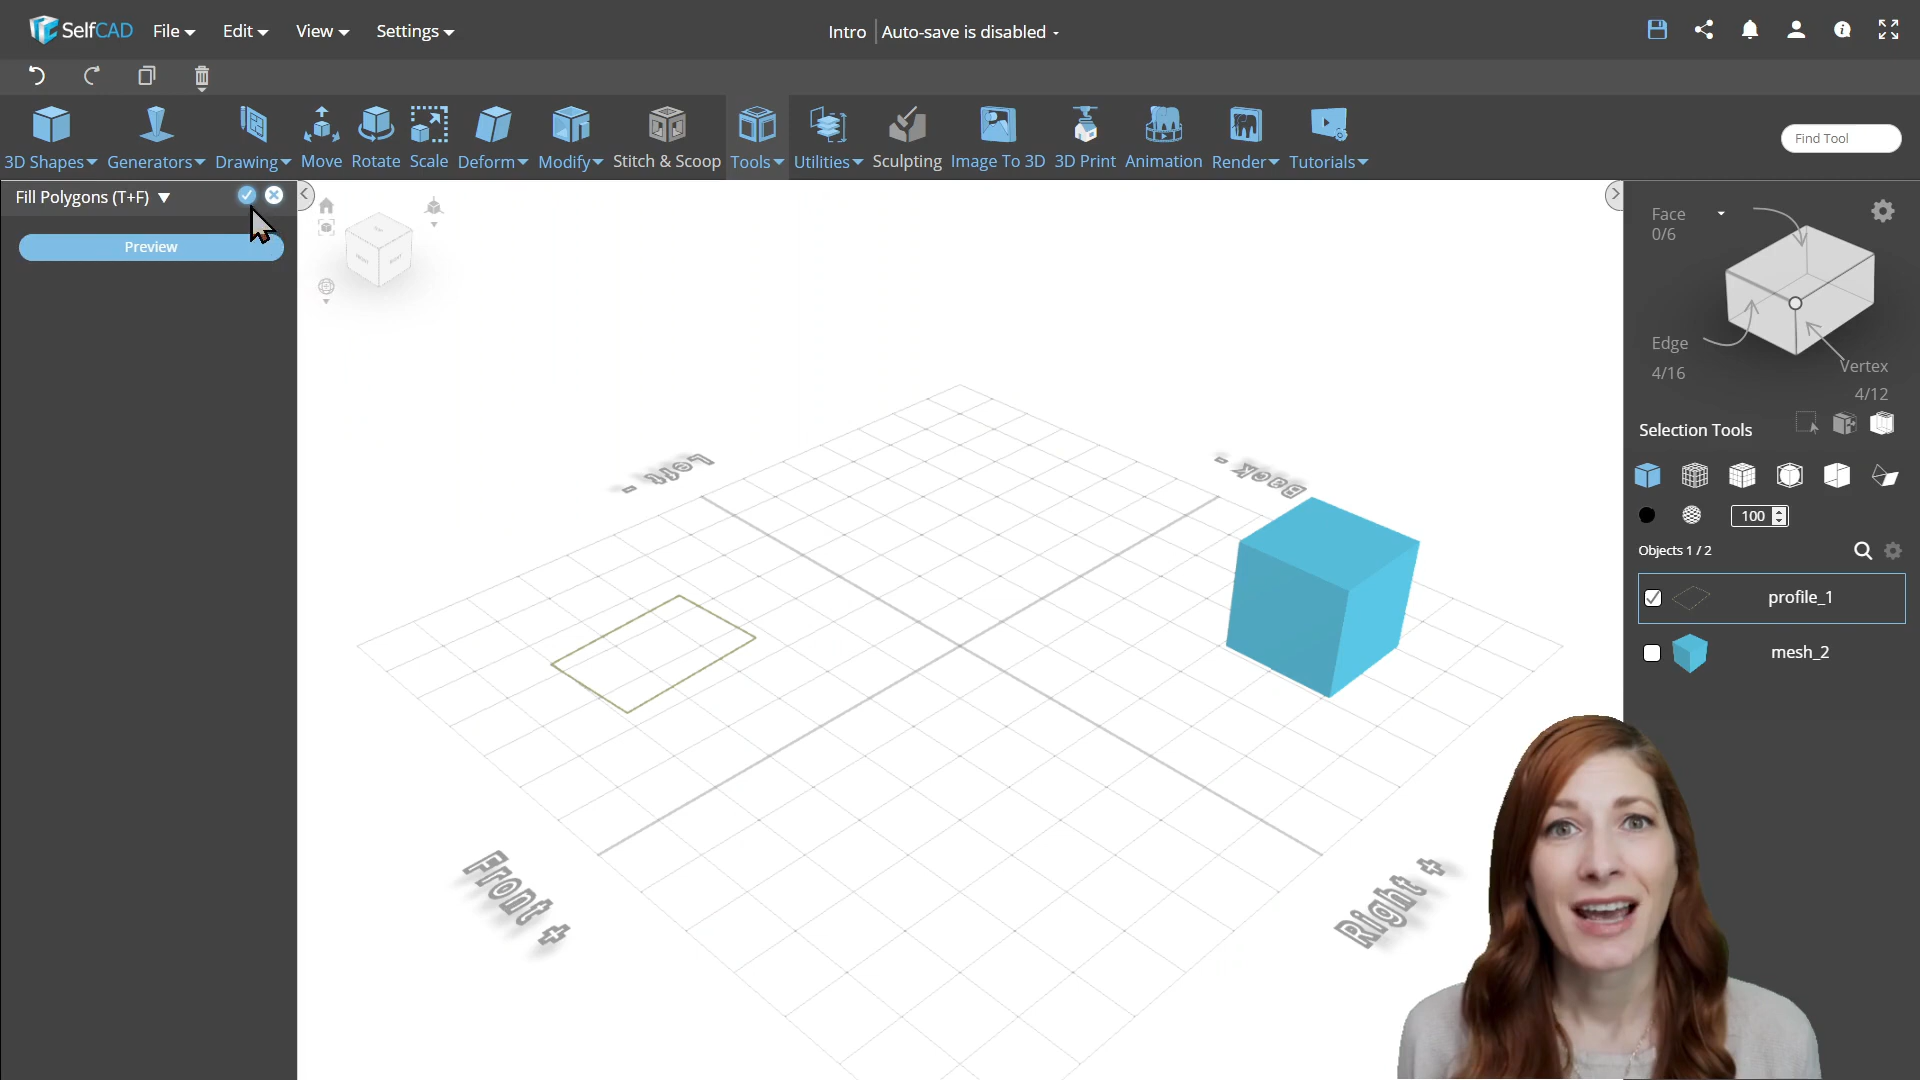 SelfCAD File Edit View Settings Intro Auto-save is disabled
3D Shapes Generators Drawing Move Rotate Scale Deform Modify Stitch & Scoop Tools Utilities Sculpting Image To 3D 3D Print Animation Render Tutorials Find Tool
Fill Polygons (T+F)
Preview
Face
0/6
Edge
4/16
Vertex
4/12
Selection Tools
100
Objects 1 / 2
profile_1
mesh_2
Left -
Back -
Front +
Right +